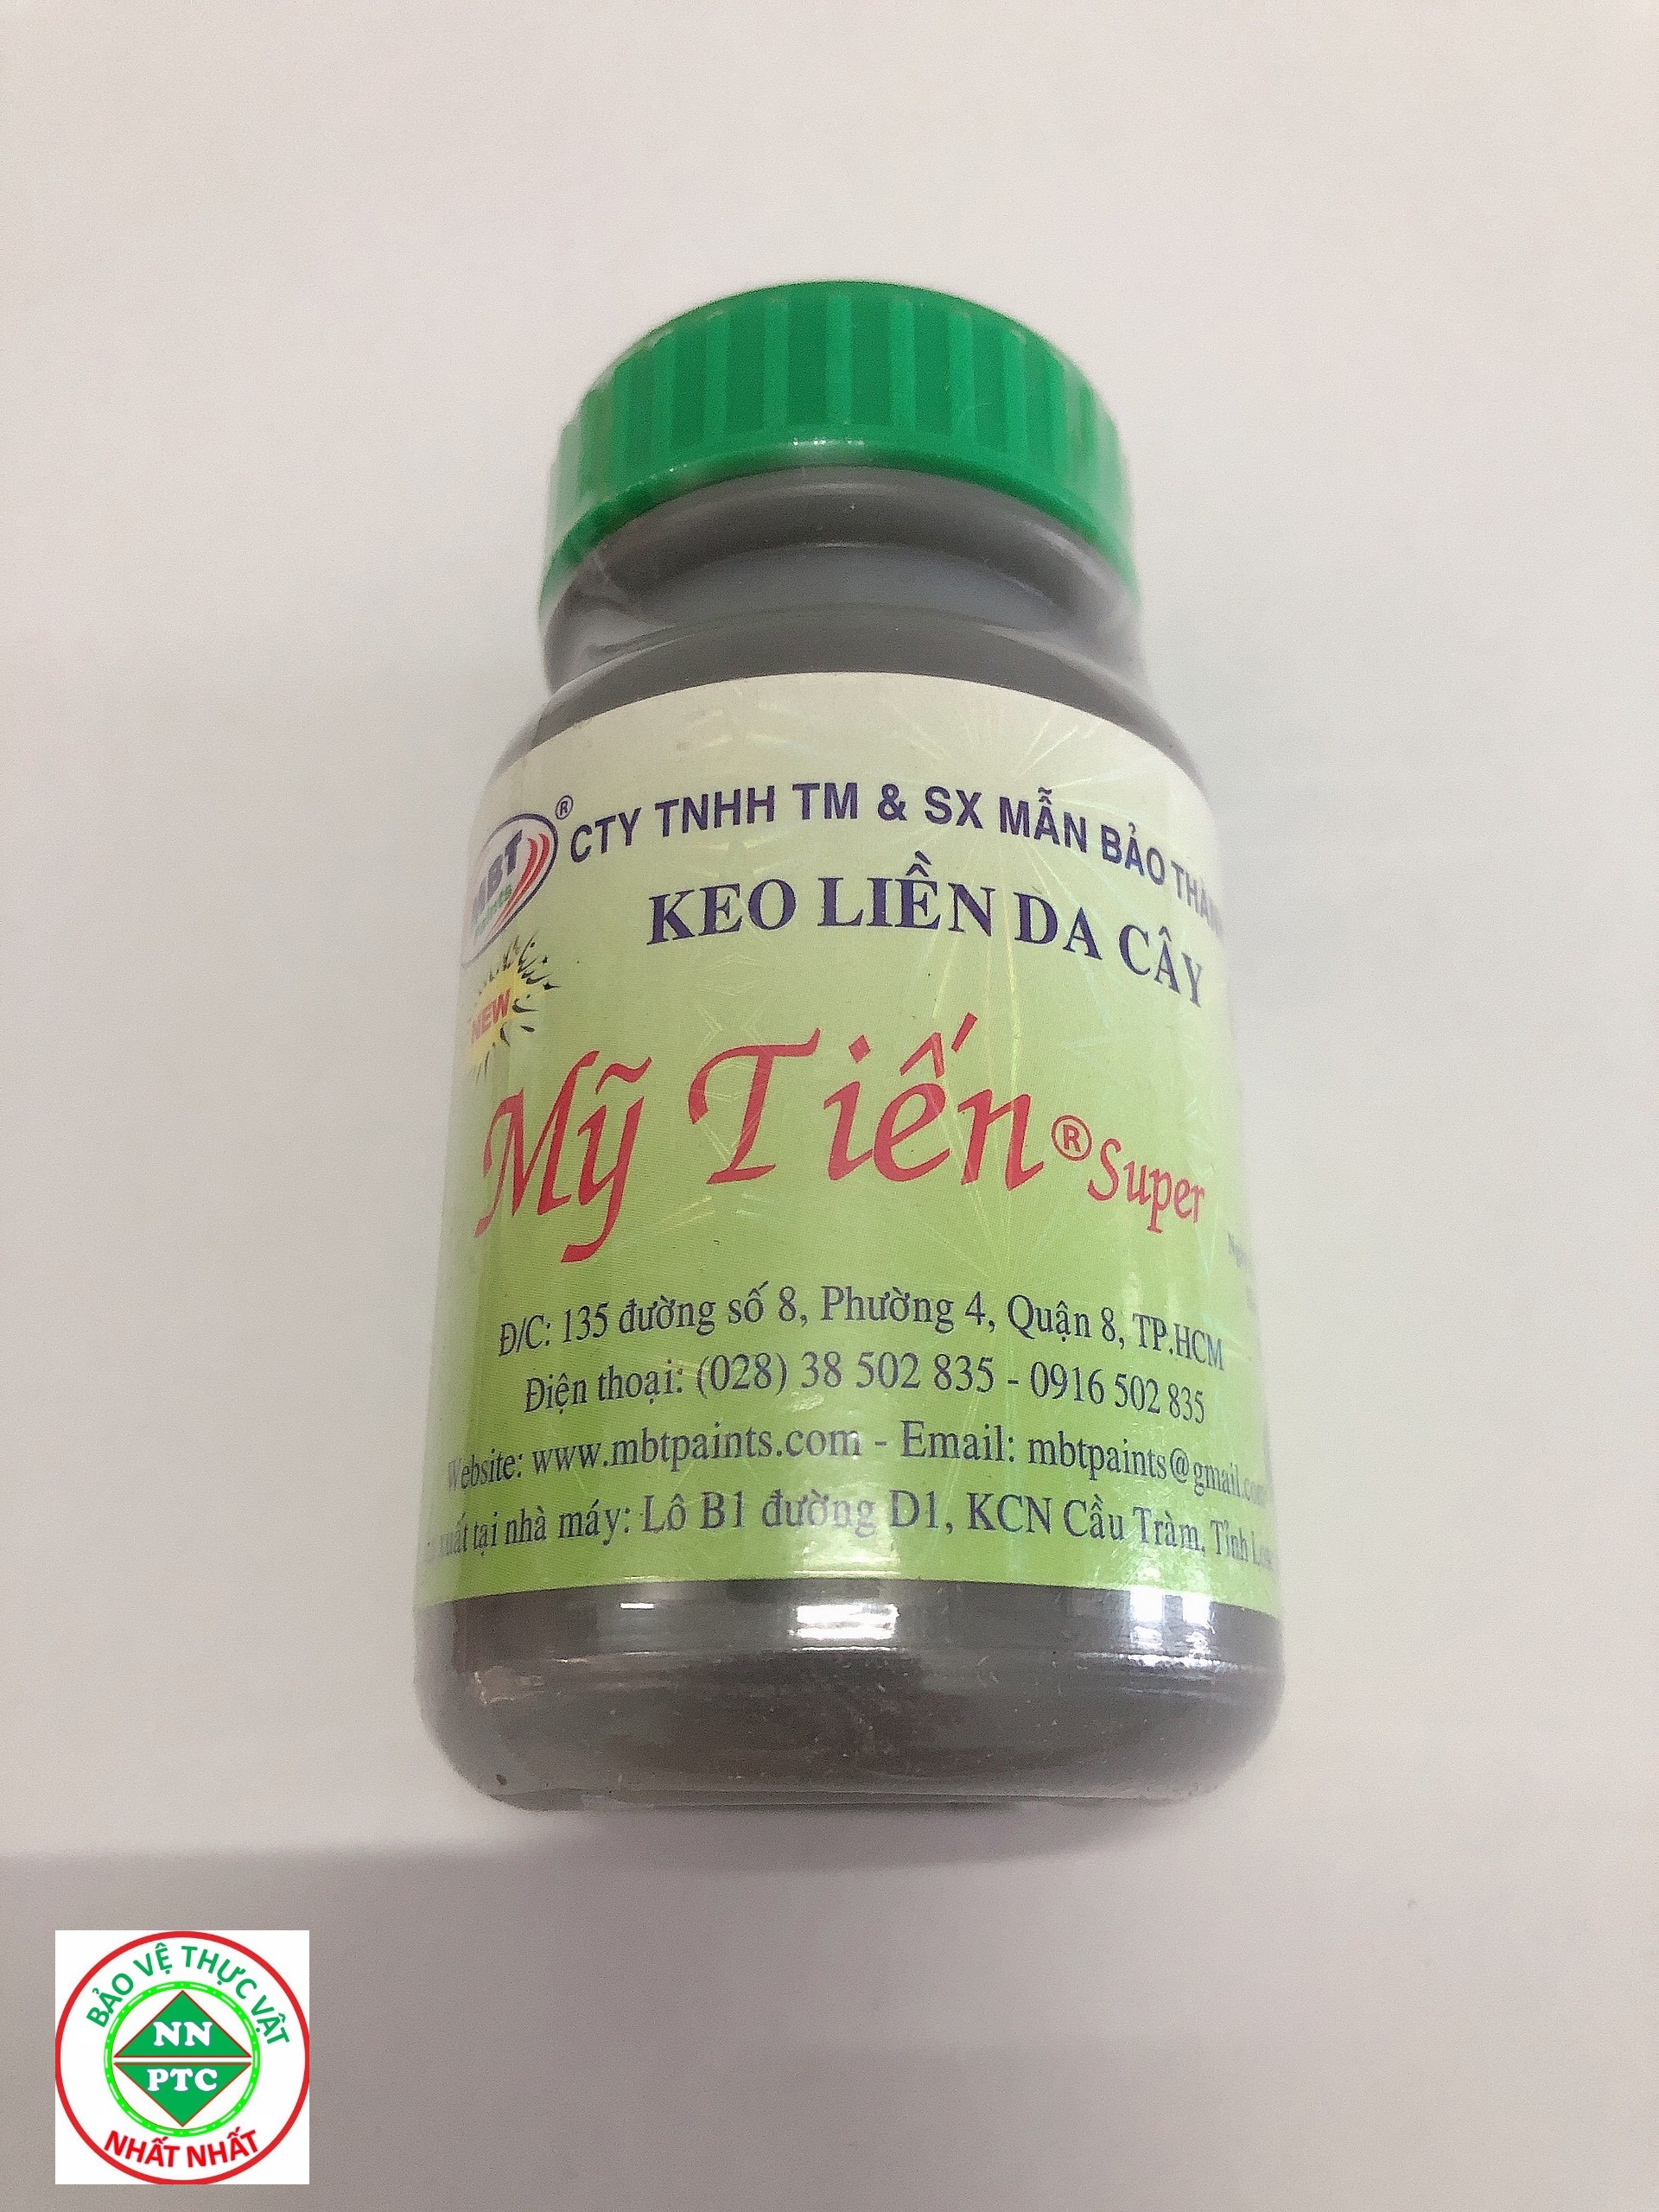 MBT
Paints
®
CTY TNHH TM & SX MẪN BẢO
KEO LIỀN DA CÂY
NEW
Mỹ Tiến® Super
Đ/C: 135 đường số 8, Phường 4, Quận 8, TP.HCM
Điện thoại: (028) 38 502 835 - 0916 502 835
Website: www.mbtpaints.com - Email: mbtpaints@gmail.com
xuất tại nhà máy: Lô B1 đường D1, KCN Cầu Tràm, Tỉnh
BẢO VỆ THỰC VẬT
NN
PTC
NHẤT NHẤT